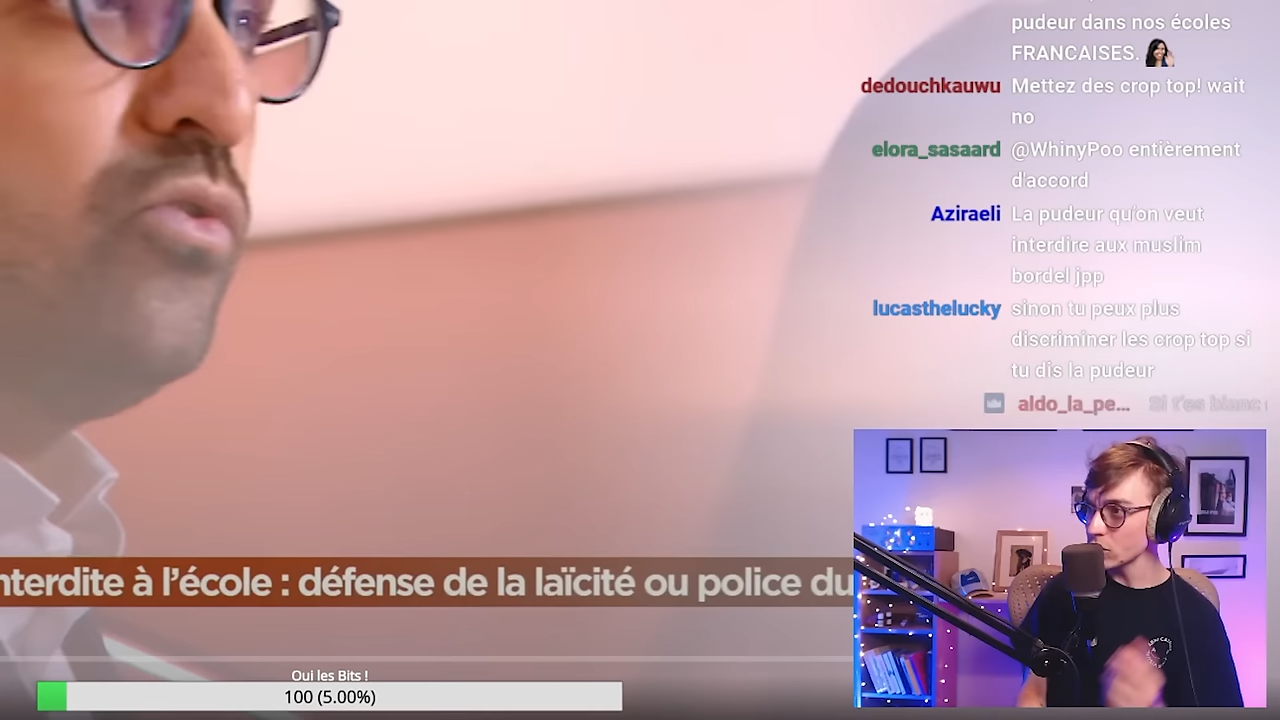 pudeur dans nos écoles
FRANCAISES.
dedouchkauwu Mettez des crop top! wait
no
elora_sasaard @WhinyPoo entièrement
d'accord
Aziraeli La pudeur qu'on veut
interdire aux muslim
bordel jpp
lucasthelucky sinon tu peux plus
discriminer les crop top si
tu dis la pudeur
aldo_la_pe... Si t'es blanc
nterdite à l'école : défense de la laïcité ou police du
Oui les Bits !
100 (5.00%)